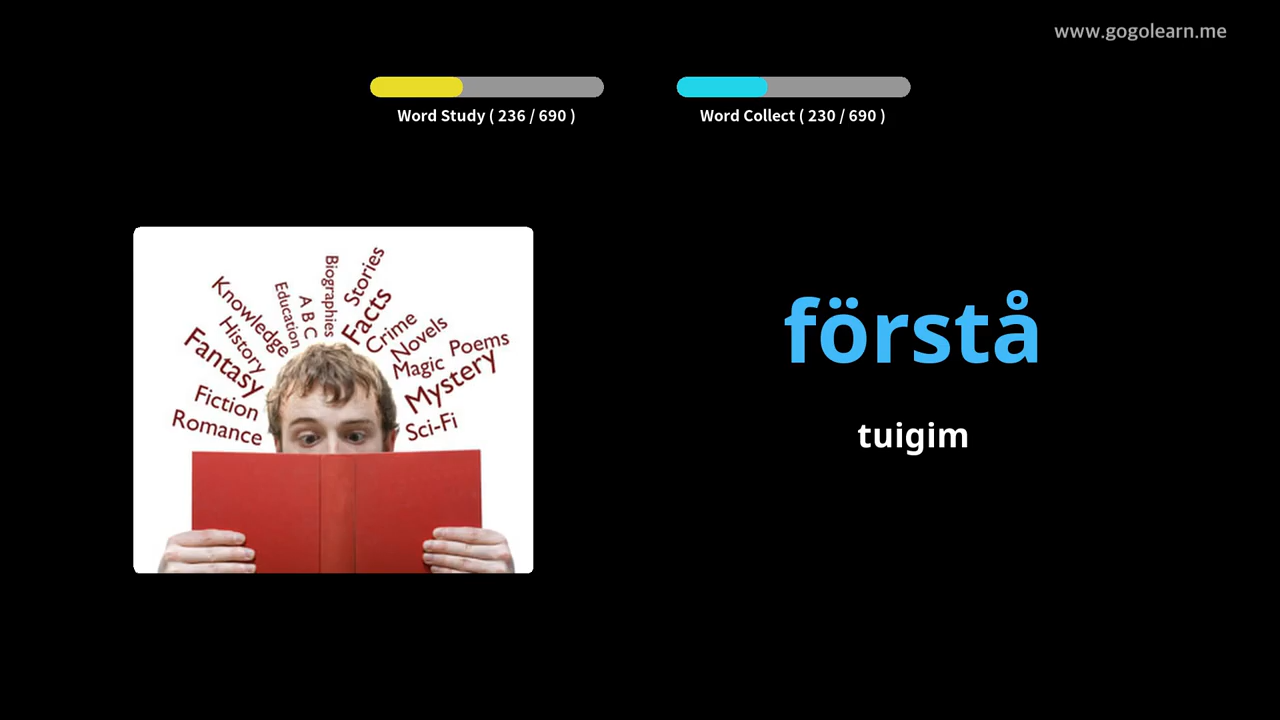 www.gogolearn.me
Word Study ( 236 / 690 )
Word Collect ( 230 / 690 )
Biographies
Stories
Knowledge
Education
A B C
Facts
History
Crime
Novels
Fantasy
Magic
Poems
Mystery
Fiction
Romance
Sci-Fi
förstå
tuigim